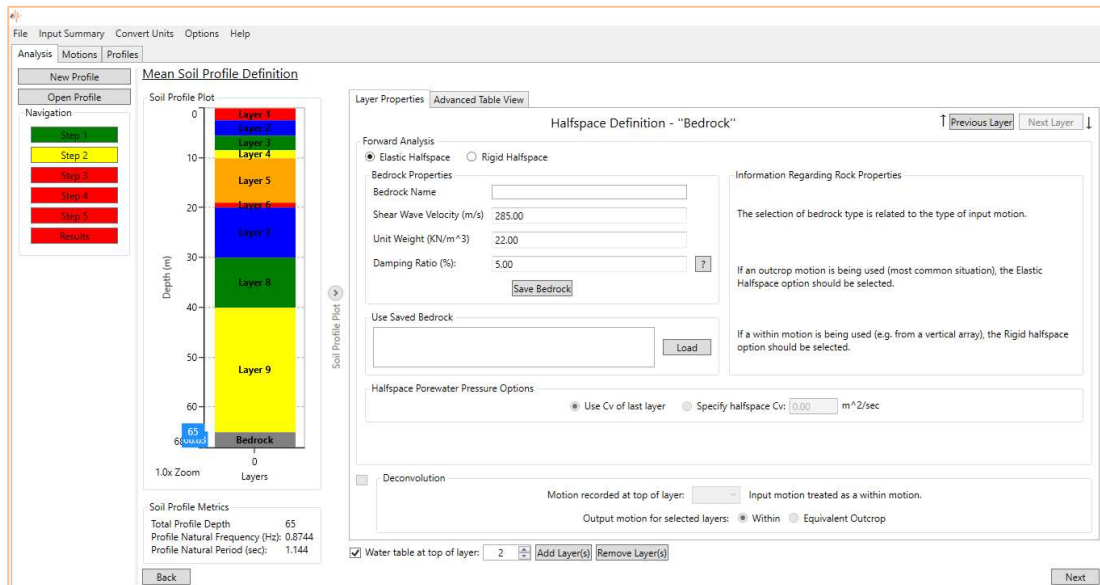 File Input Summary Convert Units Options Help
Analysis Motions Profiles
New Profile
Open Profile
Navigation
Step 1
Step 2
Step 3
Step 4
Step 5
Results
Mean Soil Profile Definition
Soil Profile Plot
0
10
20
30
40
50
60
65
Depth (m)
Layer 1
Layer 2
Layer 3
Layer 4
Layer 5
Layer 6
Layer 7
Layer 8
Layer 9
Bedrock
0
Layers
1.0x Zoom
Soil Profile Metrics
Total Profile Depth 65
Profile Natural Frequency (Hz): 0.8744
Profile Natural Period (sec): 1.144
Back
Soil Profile Plot
Layer Properties Advanced Table View
Halfspace Definition - "Bedrock"
↑ Previous Layer Next Layer ↓
Forward Analysis
Elastic Halfspace Rigid Halfspace
Bedrock Properties
Bedrock Name
Shear Wave Velocity (m/s) 285.00
Unit Weight (KN/m^3) 22.00
Damping Ratio (%): 5.00 ?
Save Bedrock
Use Saved Bedrock
Load
Information Regarding Rock Properties
The selection of bedrock type is related to the type of input motion.
If an outcrop motion is being used (most common situation), the Elastic
Halfspace option should be selected.
If a within motion is being used (e.g. from a vertical array), the Rigid halfspace
option should be selected.
Halfspace Porewater Pressure Options
Use Cv of last layer Specify halfspace Cv: 0.00 m^2/sec
Deconvolution
Motion recorded at top of layer: Input motion treated as a within motion.
Output motion for selected layers: Within Equivalent Outcrop
Water table at top of layer: 2 Add Layer(s) Remove Layer(s)
Next